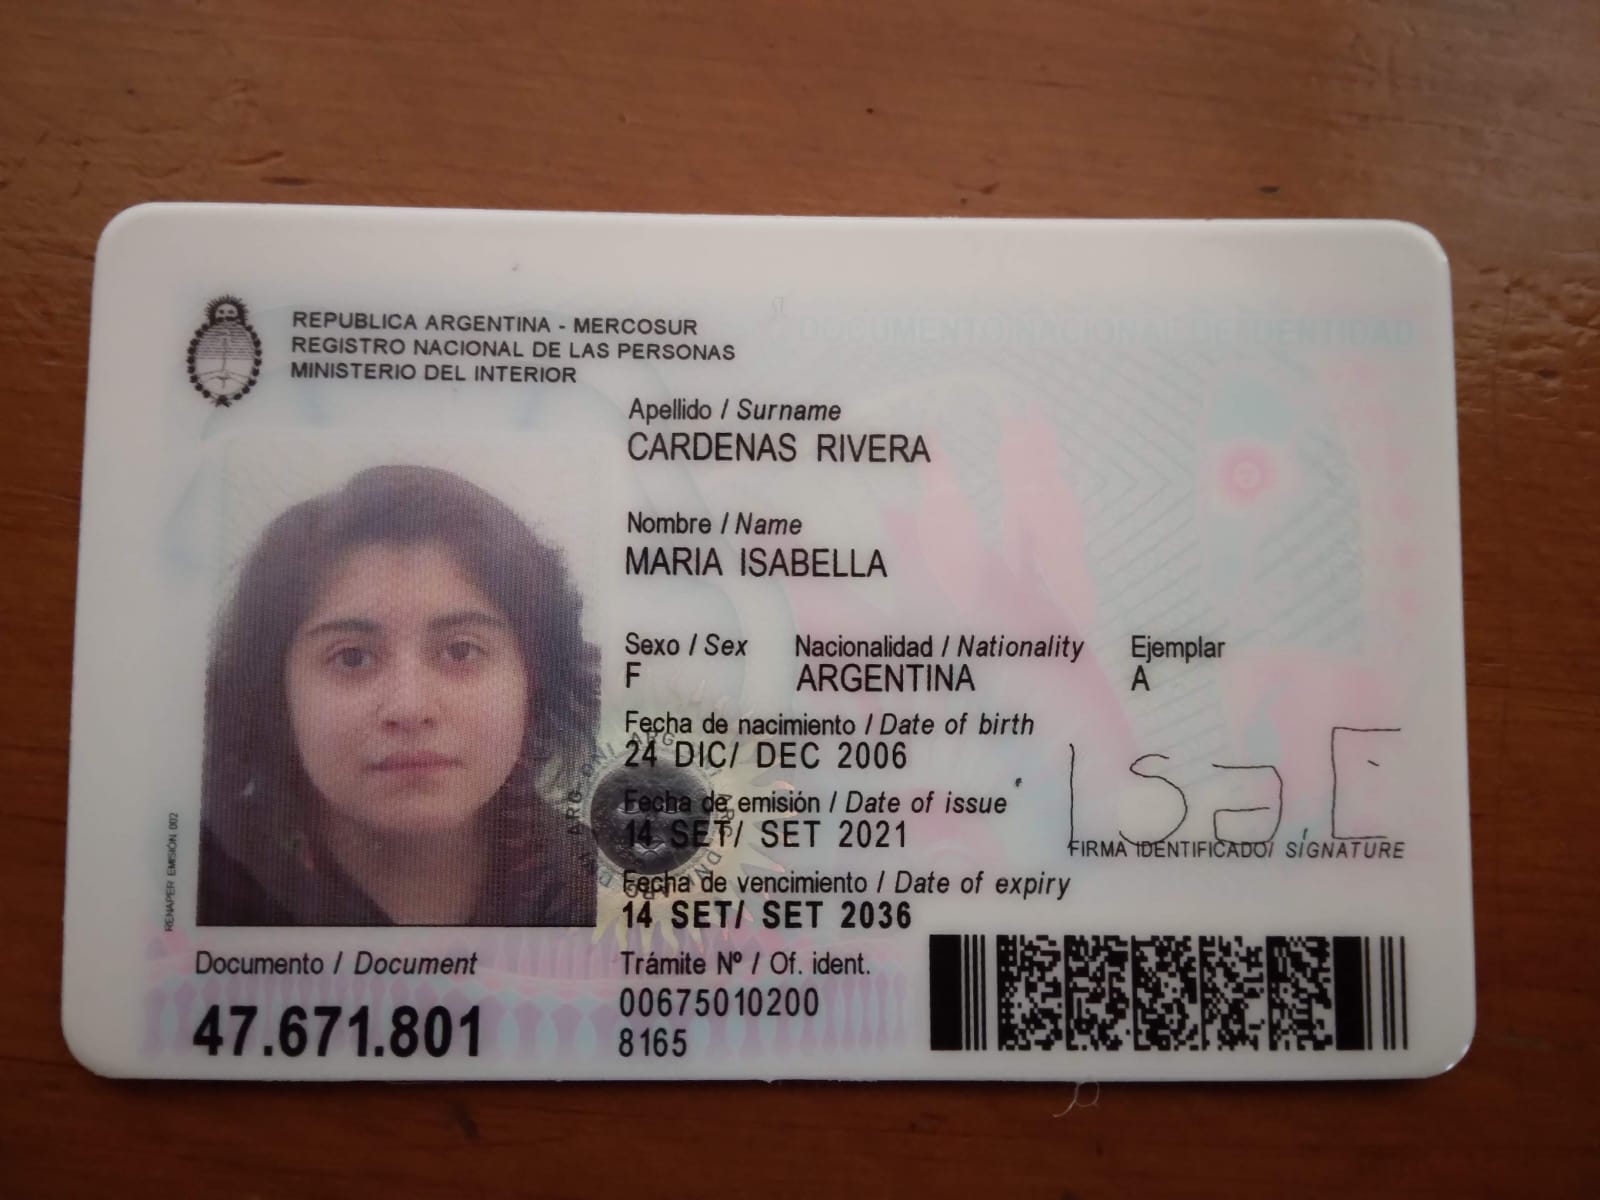 REPUBLICA ARGENTINA - MERCOSUR
REGISTRO NACIONAL DE LAS PERSONAS
MINISTERIO DEL INTERIOR
DOCUMENTO NACIONAL DE IDENTIDAD
Apellido / Surname
CARDENAS RIVERA
Nombre / Name
MARIA ISABELLA
Sexo / Sex Nacionalidad / Nationality Ejemplar
F ARGENTINA A
Fecha de nacimiento / Date of birth
24 DIC/ DEC 2006
Fecha de emisión / Date of issue
14 SET/ SET 2021
FIRMA IDENTIFICADO/ SIGNATURE
Fecha de vencimiento / Date of expiry
14 SET/ SET 2036
RENAPER EMISIÓN 002
Documento / Document
47.671.801
Trámite Nº / Of. ident.
00675010200
8165